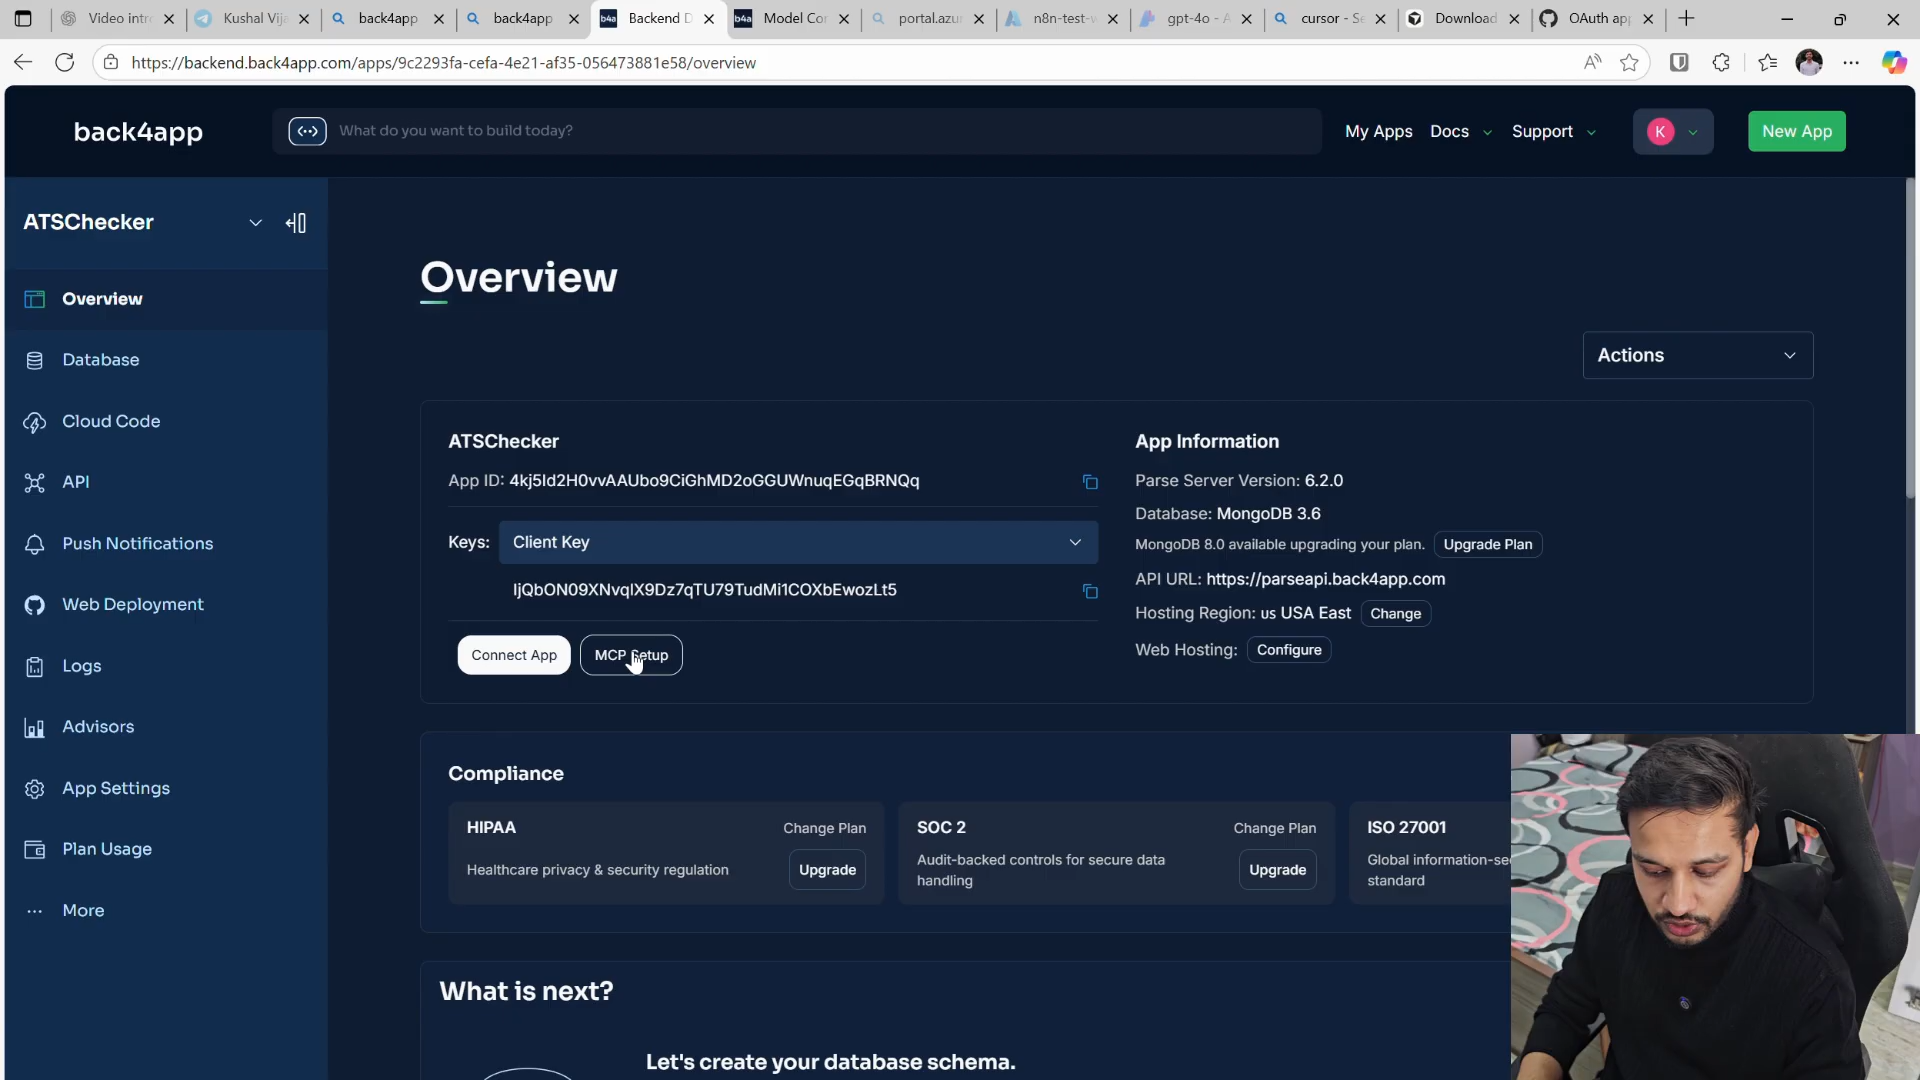 Video intr
Kushal Vija
back4app
back4app
Backend D
Model Cor
portal.azur
n8n-test-w
gpt-4o - A
cursor - Se
Download
OAuth app
https://backend.back4app.com/apps/9c2293fa-cefa-4e21-af35-056473881e58/overview
back4app
What do you want to build today?
My Apps
Docs
Support
K
New App
ATSChecker
Overview
Database
Cloud Code
API
Push Notifications
Web Deployment
Logs
Advisors
App Settings
Plan Usage
More
Overview
Actions
ATSChecker
App ID: 4kj5Id2H0vvAAUbo9CiGhMD2oGGUWnuqEGqBRNQq
Keys: Client Key
IjQbON09XNvqIX9Dz7qTU79TudMi1COXbEwozLt5
Connect App
MCP Setup
App Information
Parse Server Version: 6.2.0
Database: MongoDB 3.6
MongoDB 8.0 available upgrading your plan. Upgrade Plan
API URL: https://parseapi.back4app.com
Hosting Region: us USA East Change
Web Hosting: Configure
Compliance
HIPAA
Change Plan
Healthcare privacy & security regulation
Upgrade
SOC 2
Change Plan
Audit-backed controls for secure data
handling
Upgrade
ISO 27001
Global information-se
standard
What is next?
Let's create your database schema.